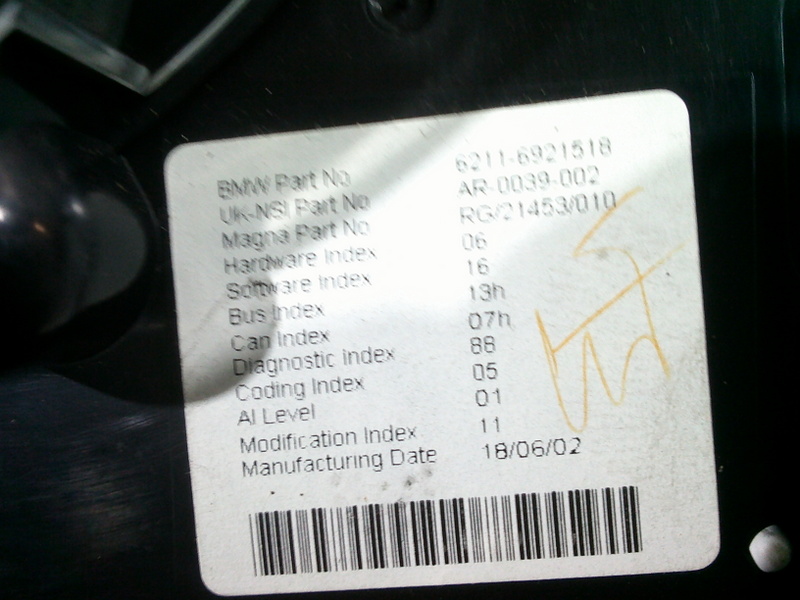 BMW Part No 6211-6921518
UK-NSI Part No AR-0039-002
Magna Part No RG/21453/010
Hardware Index 06
Software Index 16
Bus Index 13h
Can Index 07h
Diagnostic Index 88
Coding Index 05
AI Level 01
Modification Index 11
Manufacturing Date 18/06/02